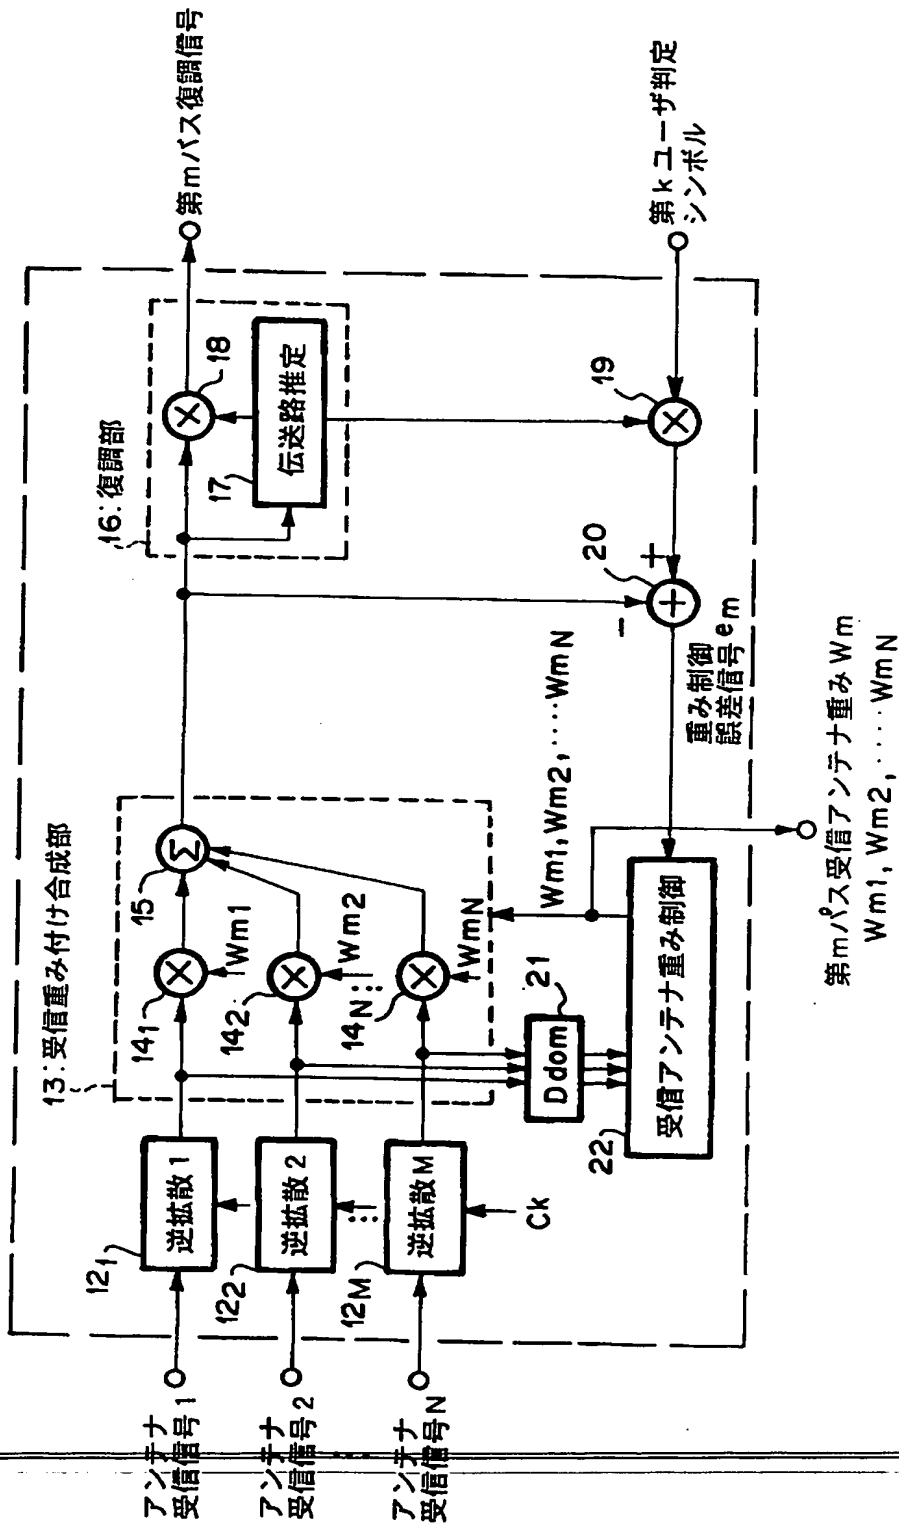 アンテナ
受信信号1
アンテナ
受信信号2
アンテナ
受信信号N
12₁
逆拡散1
12₂
逆拡散2
12M
逆拡散M
Ck
13:受信重み付け合成部
14₁
Wm1
14₂
Wm2
14N
WmN
15
Σ
16:復調部
17
伝送路推定
18
第mパス復調信号
19
第kユーザ判定
シンボル
20
+
-
重み制御
誤差信号em
21
Ddom
22
受信アンテナ重み制御
Wm1,Wm2,····WmN
第mパス受信アンテナ重みWm
Wm1,Wm2,····WmN